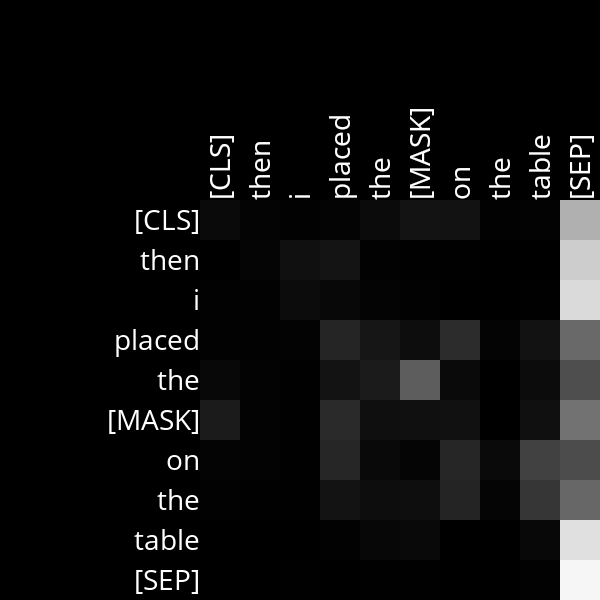 [CLS] then i placed the [MASK] on the table [SEP]
[CLS]
then
i
placed
the
[MASK]
on
the
table
[SEP]